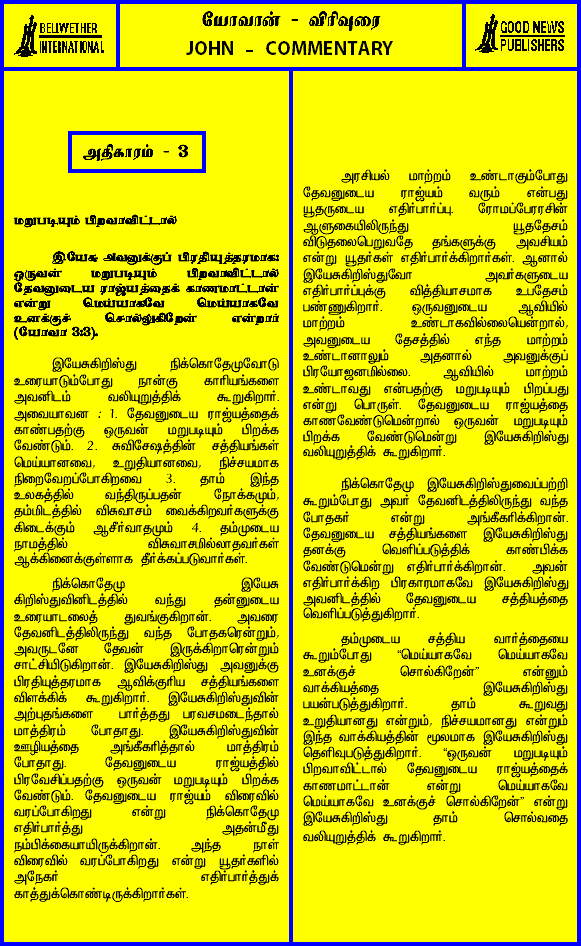 BELWETHER
INTERNATIONAL
யோவான் - விரிவுரை
JOHN - COMMENTARY
GOOD NEWS
PUBLISHERS
அதிகாரம் - 3
மறுபடியும் பிறவாவிட்டால்
இயேசு அவனுக்குப் பிரதியுத்தரமாக:
ஒருவன் மறுபடியும் பிறவாவிட்டால்
தேவனுடைய ராஜ்யத்தைக் காணமாட்டான்
என்று மெய்யாகவே மெய்யாகவே
உனக்குச் சொல்லுகிறேன் என்றார்
(யோவா 3:3).
இயேசுகிறிஸ்து நிக்கொதேமுவோடு
உரையாடும்போது நான்கு காரியங்களை
அவனிடம் வலியுறுத்திக் கூறுகிறார்.
அவையாவன : 1. தேவனுடைய ராஜ்யத்தைக்
காண்பதற்கு ஒருவன் மறுபடியும் பிறக்க
வேண்டும். 2. சுவிசேஷத்தின் சத்தியங்கள்
மெய்யானவை, உறுதியானவை, நிச்சயமாக
நிறைவேறப்போகிறவை 3. தாம் இந்த
உலகத்தில் வந்திருப்பதன் நோக்கமும்,
தம்மிடத்தில் விசுவாசம் வைக்கிறவர்களுக்கு
கிடைக்கும் ஆசீர்வாதமும் 4. தம்முடைய
நாமத்தில் விசுவாசமில்லாதவர்கள்
ஆக்கினைக்குள்ளாக தீர்க்கப்படுவார்கள்.
நிக்கொதேமு இயேசு
கிறிஸ்துவினிடத்தில் வந்து தன்னுடைய
உரையாடலைத் துவங்குகிறான். அவரை
தேவனிடத்திலிருந்து வந்த போதகரென்றும்,
அவருடனே தேவன் இருக்கிறாரென்றும்
சாட்சியிடுகிறான். இயேசுகிறிஸ்து அவனுக்கு
பிரதியுத்தரமாக ஆவிக்குரிய சத்தியங்களை
விளக்கிக் கூறுகிறார். இயேசுகிறிஸ்துவின்
அற்புதங்களை பார்த்தது பரவசமடைந்தால்
மாத்திரம் போதாது. இயேசுகிறிஸ்துவின்
ஊழியத்தை அங்கீகரித்தால் மாத்திரம்
போதாது. தேவனுடைய ராஜ்யத்தில்
பிரவேசிப்பதற்கு ஒருவன் மறுபடியும் பிறக்க
வேண்டும். தேவனுடைய ராஜ்யம் விரைவில்
வரப்போகிறது என்று நிக்கொதேமு
எதிர்பார்த்து அதன்மீது
நம்பிக்கையாயிருக்கிறான். அந்த நாள்
விரைவில் வரப்போகிறது என்று யூதர்களில்
அநேகர் எதிர்பார்த்துக்
காத்துக்கொண்டிருக்கிறார்கள்.
அரசியல் மாற்றம் உண்டாகும்போது
தேவனுடைய ராஜ்யம் வரும் என்பது
யூதருடைய எதிர்பார்ப்பு. ரோமப்பேரரசின்
ஆளுகையிலிருந்து யூததேசம்
விடுதலைபெறுவதே தங்களுக்கு அவசியம்
என்று யூதர்கள் எதிர்பார்க்கிறார்கள். ஆனால்
இயேசுகிறிஸ்துவோ அவர்களுடைய
எதிர்பார்ப்புக்கு வித்தியாசமாக உபதேசம்
பண்ணுகிறார். ஒருவனுடைய ஆவியில்
மாற்றம் உண்டாகவில்லையென்றால்,
அவனுடைய தேசத்தில் எந்த மாற்றம்
உண்டானாலும் அதனால் அவனுக்குப்
பிரயோஜனமில்லை. ஆவியில் மாற்றம்
உண்டாவது என்பதற்கு மறுபடியும் பிறப்பது
என்று பொருள். தேவனுடைய ராஜ்யத்தை
காணவேண்டுமென்றால் ஒருவன் மறுபடியும்
பிறக்க வேண்டுமென்று இயேசுகிறிஸ்து
வலியுறுத்திக் கூறுகிறார்.
நிக்கொதேமு இயேசுகிறிஸ்துவைப்பற்றி
கூறும்போது அவர் தேவனிடத்திலிருந்து வந்த
போதகர் என்று அங்கீகரிக்கிறான்.
தேவனுடைய சத்தியங்களை இயேசுகிறிஸ்து
தனக்கு வெளிப்படுத்திக் காண்பிக்க
வேண்டுமென்று எதிர்பார்க்கிறான். அவன்
எதிர்பார்க்கிற பிரகாரமாகவே இயேசுகிறிஸ்து
அவனிடத்தில் தேவனுடைய சத்தியத்தை
வெளிப்படுத்துகிறார்.
தம்முடைய சத்திய வார்த்தையை
கூறும்போது "மெய்யாகவே மெய்யாகவே
உனக்குச் சொல்கிறேன்" என்னும்
வாக்கியத்தை இயேசுகிறிஸ்து
பயன்படுத்துகிறார். தாம் கூறுவது
உறுதியானது என்றும், நிச்சயமானது என்றும்
இந்த வாக்கியத்தின் மூலமாக இயேசுகிறிஸ்து
தெளிவுபடுத்துகிறார். "ஒருவன் மறுபடியும்
பிறவாவிட்டால் தேவனுடைய ராஜ்யத்தைக்
காணமாட்டான் என்று மெய்யாகவே
மெய்யாகவே உனக்குச் சொல்கிறேன்" என்று
இயேசுகிறிஸ்து தாம் சொல்வதை
வலியுறுத்திக் கூறுகிறார்.